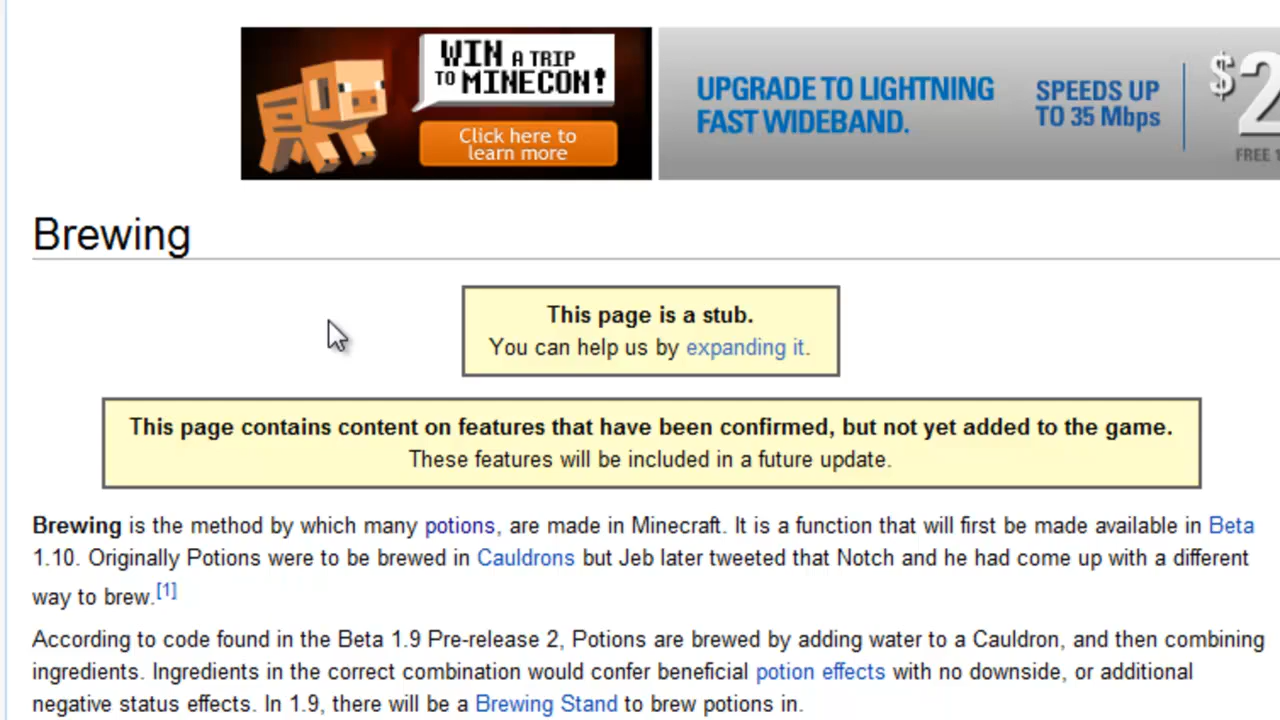 WIN A TRIP
TO MINECON!
Click here to
learn more
UPGRADE TO LIGHTNING
FAST WIDEBAND.
SPEEDS UP
TO 35 Mbps
$2
FREE 1
Brewing
This page is a stub.
You can help us by expanding it.
This page contains content on features that have been confirmed, but not yet added to the game.
These features will be included in a future update.
Brewing is the method by which many potions, are made in Minecraft. It is a function that will first be made available in Beta
1.10. Originally Potions were to be brewed in Cauldrons but Jeb later tweeted that Notch and he had come up with a different
way to brew.[1]
According to code found in the Beta 1.9 Pre-release 2, Potions are brewed by adding water to a Cauldron, and then combining
ingredients. Ingredients in the correct combination would confer beneficial potion effects with no downside, or additional
negative status effects. In 1.9, there will be a Brewing Stand to brew potions in.